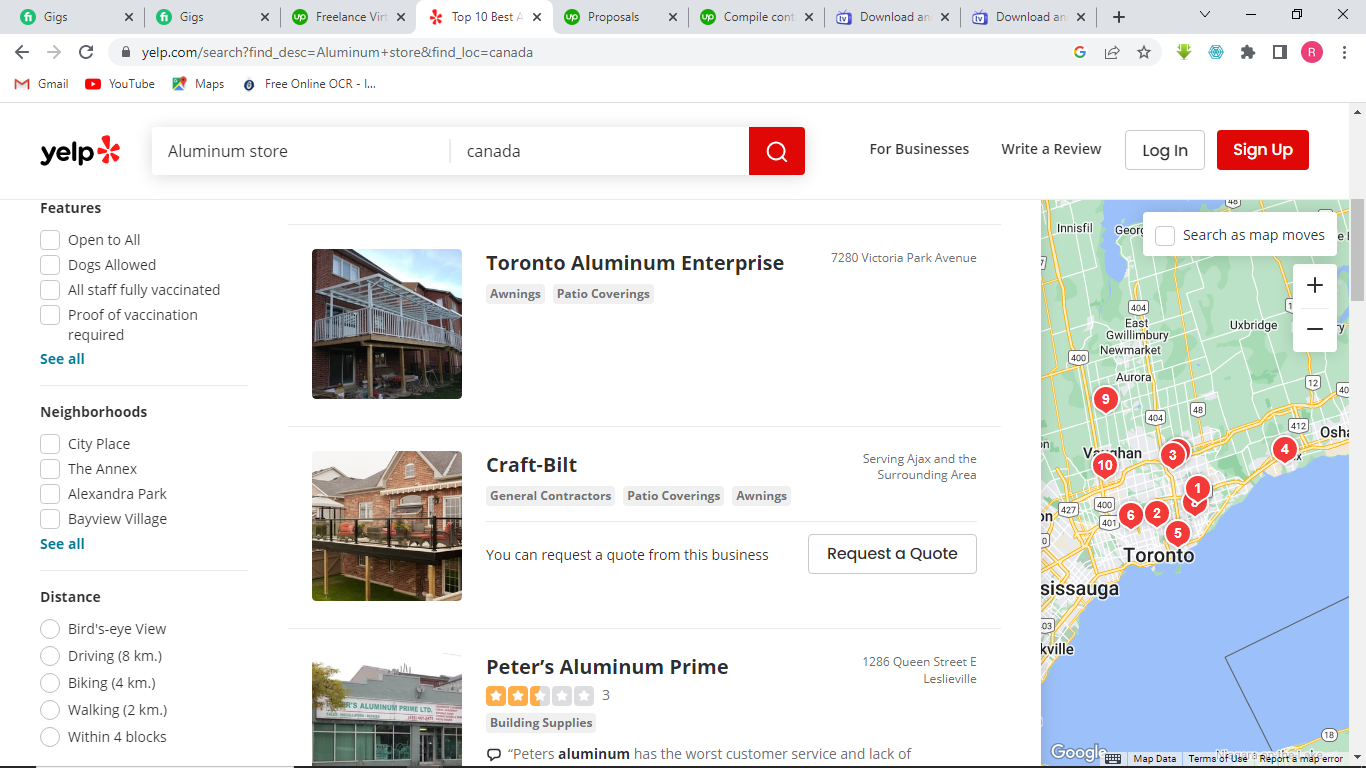 Gigs
Gigs
Freelance Virt
Top 10 Best A
Proposals
Compile cont
Download an
Download an
yelp.com/search?find_desc=Aluminum+store&find_loc=canada
R
Gmail
YouTube
Maps
Free Online OCR - I...
yelp
Aluminum store
canada
For Businesses
Write a Review
Log In
Sign Up
Features
Open to All
Dogs Allowed
All staff fully vaccinated
Proof of vaccination
required
See all
Neighborhoods
City Place
The Annex
Alexandra Park
Bayview Village
See all
Distance
Bird's-eye View
Driving (8 km.)
Biking (4 km.)
Walking (2 km.)
Within 4 blocks
Toronto Aluminum Enterprise
7280 Victoria Park Avenue
Awnings
Patio Coverings
Craft-Bilt
Serving Ajax and the
Surrounding Area
General Contractors
Patio Coverings
Awnings
You can request a quote from this business
Request a Quote
Peter's Aluminum Prime
1286 Queen Street E
Leslieville
3
Building Supplies
"Peters aluminum has the worst customer service and lack of
'S ALUMINUM PRIME LTD.
Search as map moves
+
−
Innisfil
Georg
48
404
East
Gwillimbury
Newmarket
Uxbridge
400
Aurora
12
404
48
9
412
Osha
Vaughan
10
3
4
1
427
400
401
6
2
5
Toronto
sissauga
kville
18
Google
Map Data
Terms of Use
Report a map error